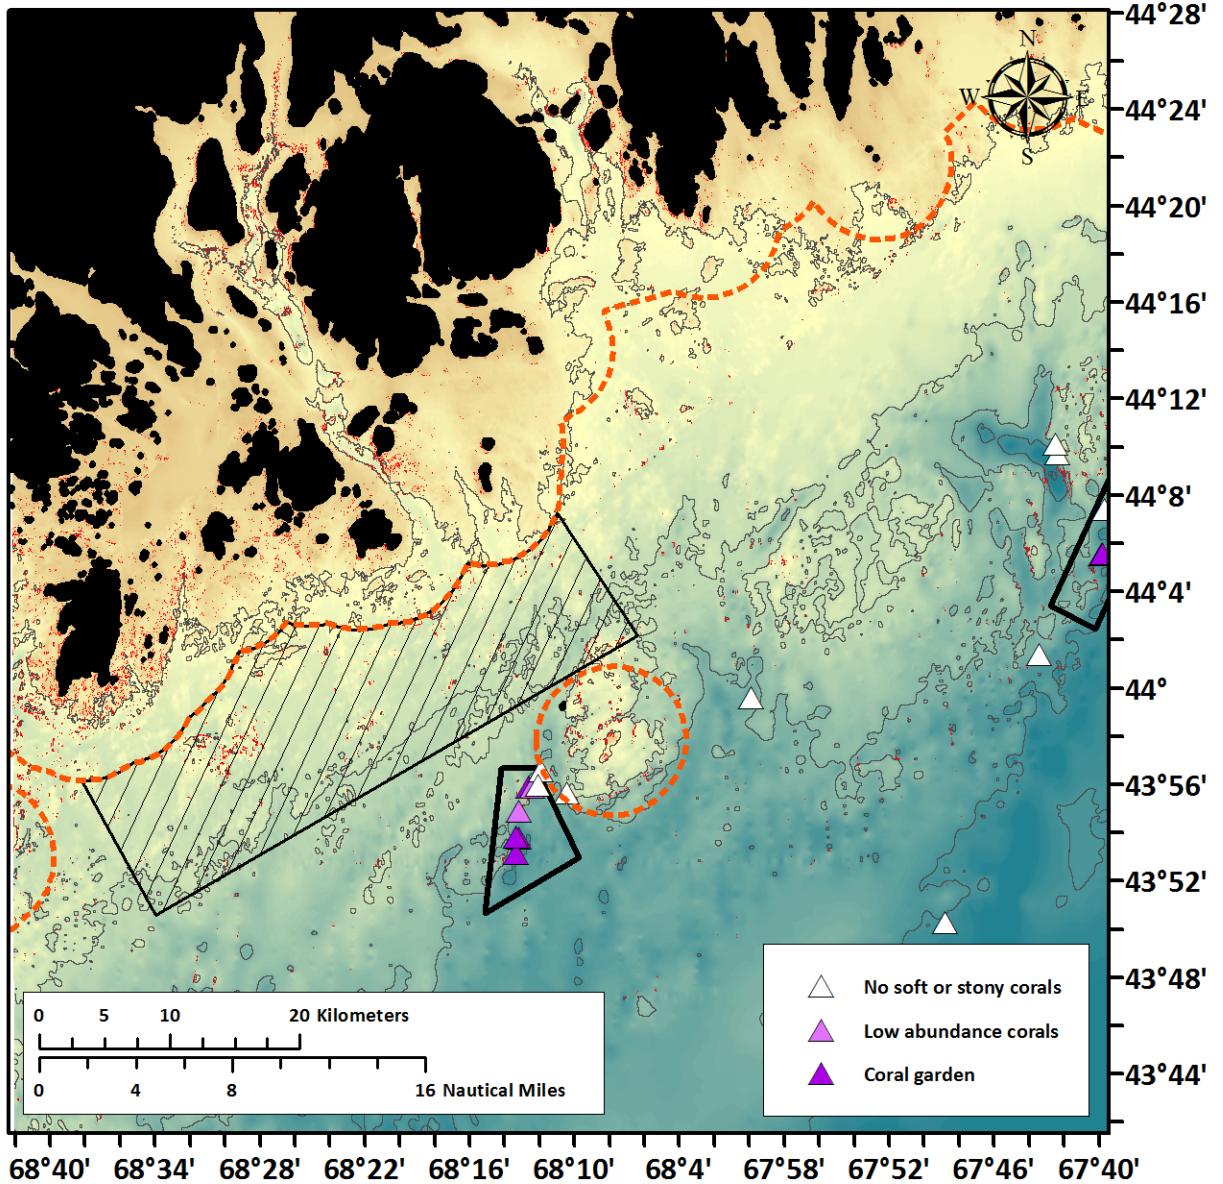 44°28'
N
W
E
S
44°24'
44°20'
44°16'
44°12'
44°8'
44°4'
44°
43°56'
43°52'
43°48'
43°44'
No soft or stony corals
Low abundance corals
Coral garden
0 5 10 20 Kilometers
0 4 8 16 Nautical Miles
68°40' 68°34' 68°28' 68°22' 68°16' 68°10' 68°4' 67°58' 67°52' 67°46' 67°40'